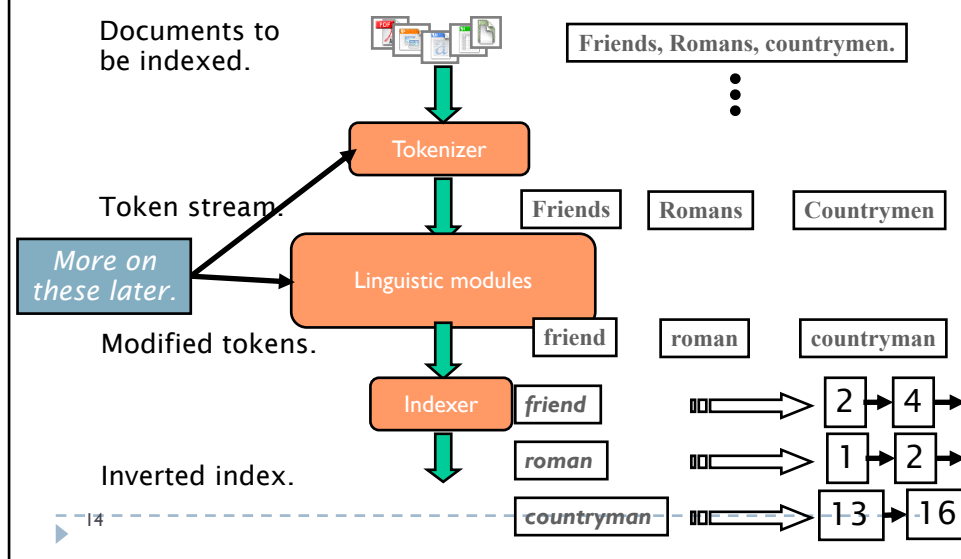 Documents to
be indexed.
Friends, Romans, countrymen.
Tokenizer
Token stream.
Friends
Romans
Countrymen
More on
these later.
Linguistic modules
Modified tokens.
friend
roman
countryman
Indexer
friend
2
4
roman
1
2
Inverted index.
countryman
13
16
14